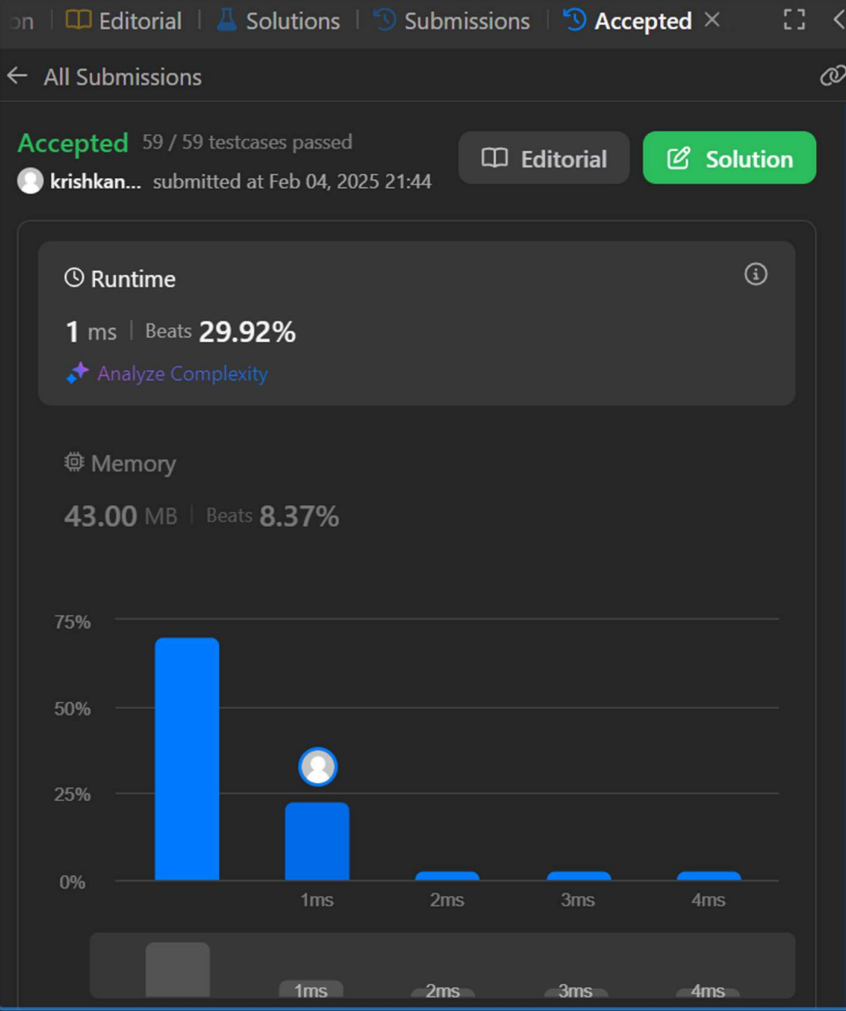 on Editorial Solutions Submissions Accepted
All Submissions
Accepted 59 / 59 testcases passed
Editorial Solution
krishkan... submitted at Feb 04, 2025 21:44
Runtime
1 ms Beats 29.92%
Analyze Complexity
Memory
43.00 MB Beats 8.37%
75%
50%
25%
0%
1ms 2ms 3ms 4ms
1ms 2ms 3ms 4ms